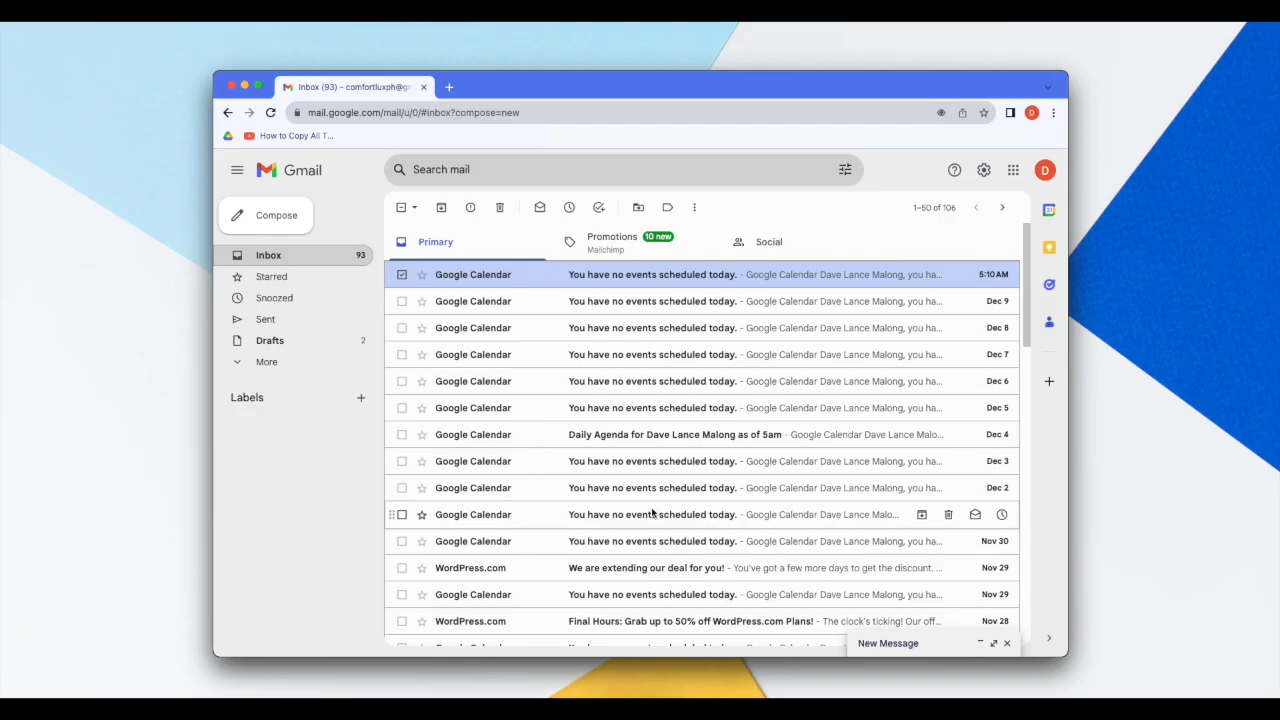 Inbox (93) - comfortluxph@g
mail.google.com/mail/u/0/#inbox?compose=new
D
How to Copy All T...
Gmail
Search mail
D
Compose
1–50 of 106
Inbox 93
Starred
Snoozed
Sent
Drafts 2
More
Labels
Primary
Promotions 10 new
Mailchimp
Social
Google Calendar You have no events scheduled today. - Google Calendar Dave Lance Malong, you ha... 5:10 AM
Google Calendar You have no events scheduled today. - Google Calendar Dave Lance Malong, you ha... Dec 9
Google Calendar You have no events scheduled today. - Google Calendar Dave Lance Malong, you ha... Dec 8
Google Calendar You have no events scheduled today. - Google Calendar Dave Lance Malong, you ha... Dec 7
Google Calendar You have no events scheduled today. - Google Calendar Dave Lance Malong, you ha... Dec 6
Google Calendar You have no events scheduled today. - Google Calendar Dave Lance Malong, you ha... Dec 5
Google Calendar Daily Agenda for Dave Lance Malong as of 5am - Google Calendar Dave Lance Malo... Dec 4
Google Calendar You have no events scheduled today. - Google Calendar Dave Lance Malong, you ha... Dec 3
Google Calendar You have no events scheduled today. - Google Calendar Dave Lance Malong, you ha... Dec 2
Google Calendar You have no events scheduled today. - Google Calendar Dave Lance Malo...
Google Calendar You have no events scheduled today. - Google Calendar Dave Lance Malong, you ha... Nov 30
WordPress.com We are extending our deal for you! - You've got a few more days to get the discount. ... Nov 29
Google Calendar You have no events scheduled today. - Google Calendar Dave Lance Malong, you ha... Nov 29
WordPress.com Final Hours: Grab up to 50% off WordPress.com Plans! - The clock's ticking! Our off... Nov 28
New Message